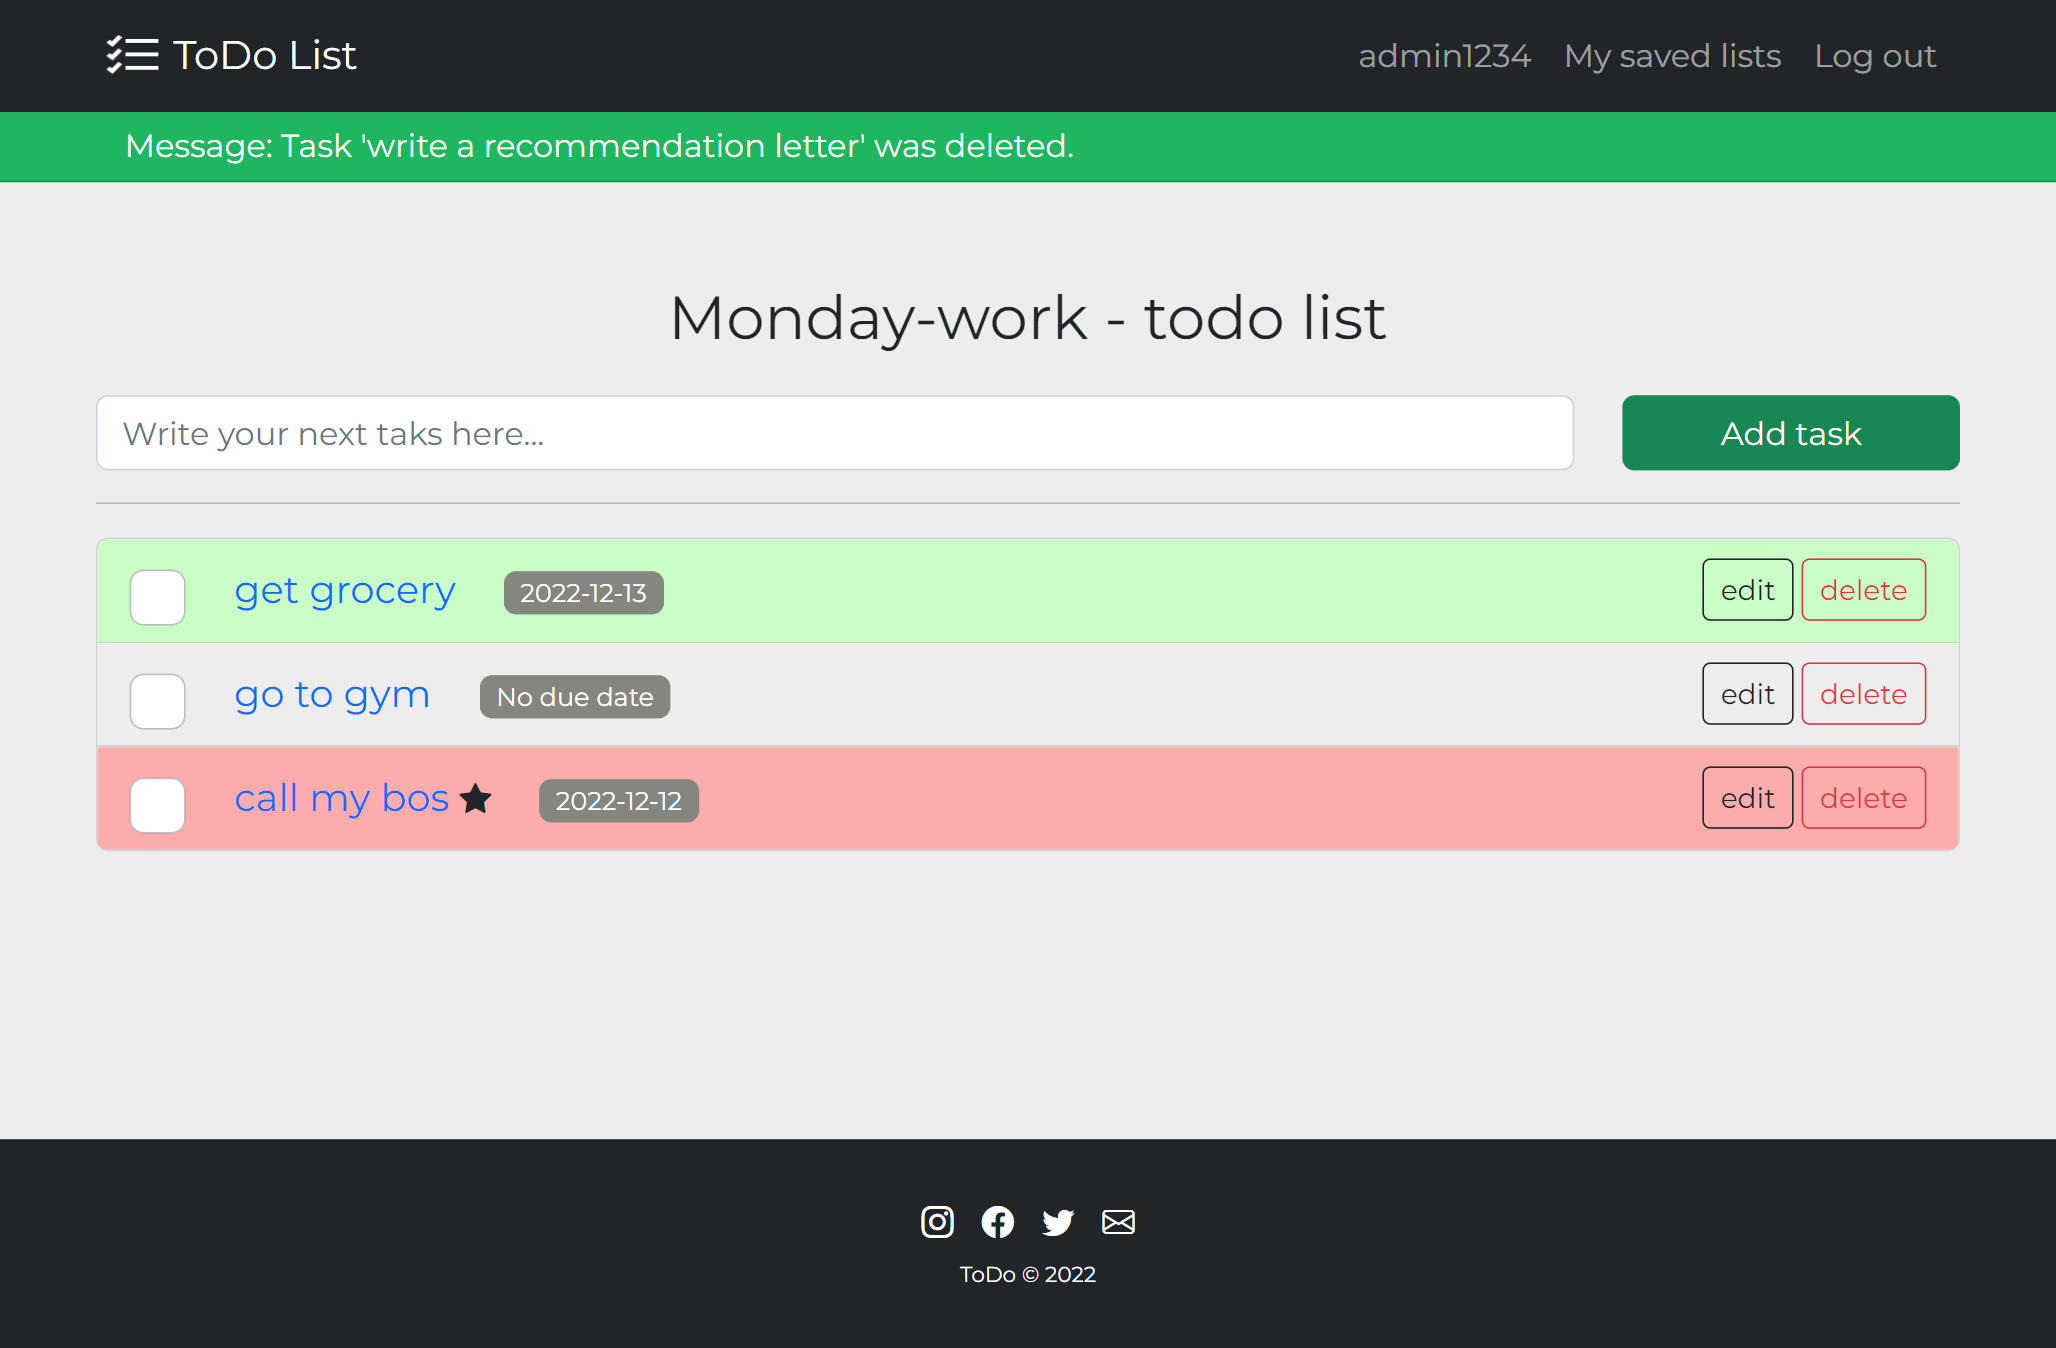 ToDo List admin1234 My saved lists Log out
Message: Task 'write a recommendation letter' was deleted.
Monday-work - todo list
Write your next taks here... Add task
get grocery 2022-12-13 edit delete
go to gym No due date edit delete
call my bos 2022-12-12 edit delete
ToDo © 2022